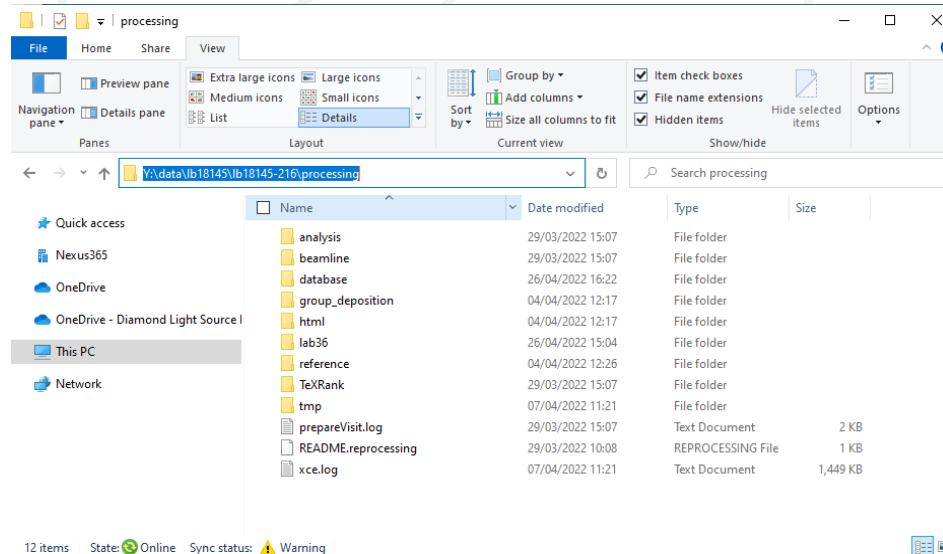 processing
File Home Share View
Navigation pane
Preview pane
Details pane
Panes
Extra large icons Large icons
Medium icons Small icons
List Details
Layout
Sort by
Group by
Add columns
Size all columns to fit
Current view
Item check boxes
File name extensions
Hidden items
Hide selected items
Show/hide
Options
Y:\data\lb18145\lb18145-216\processing
Search processing
Quick access
Nexus365
OneDrive
OneDrive - Diamond Light Source
This PC
Network
Name Date modified Type Size
analysis 29/03/2022 15:07 File folder
beamline 29/03/2022 15:07 File folder
database 26/04/2022 16:22 File folder
group_deposition 04/04/2022 12:17 File folder
html 04/04/2022 12:17 File folder
lab36 26/04/2022 15:04 File folder
reference 04/04/2022 12:26 File folder
TeXRank 29/03/2022 15:07 File folder
tmp 07/04/2022 11:21 File folder
prepareVisit.log 29/03/2022 15:07 Text Document 2 KB
README.reprocessing 29/03/2022 10:08 REPROCESSING File 1 KB
xce.log 07/04/2022 11:21 Text Document 1,449 KB
12 items State: Online Sync status: Warning